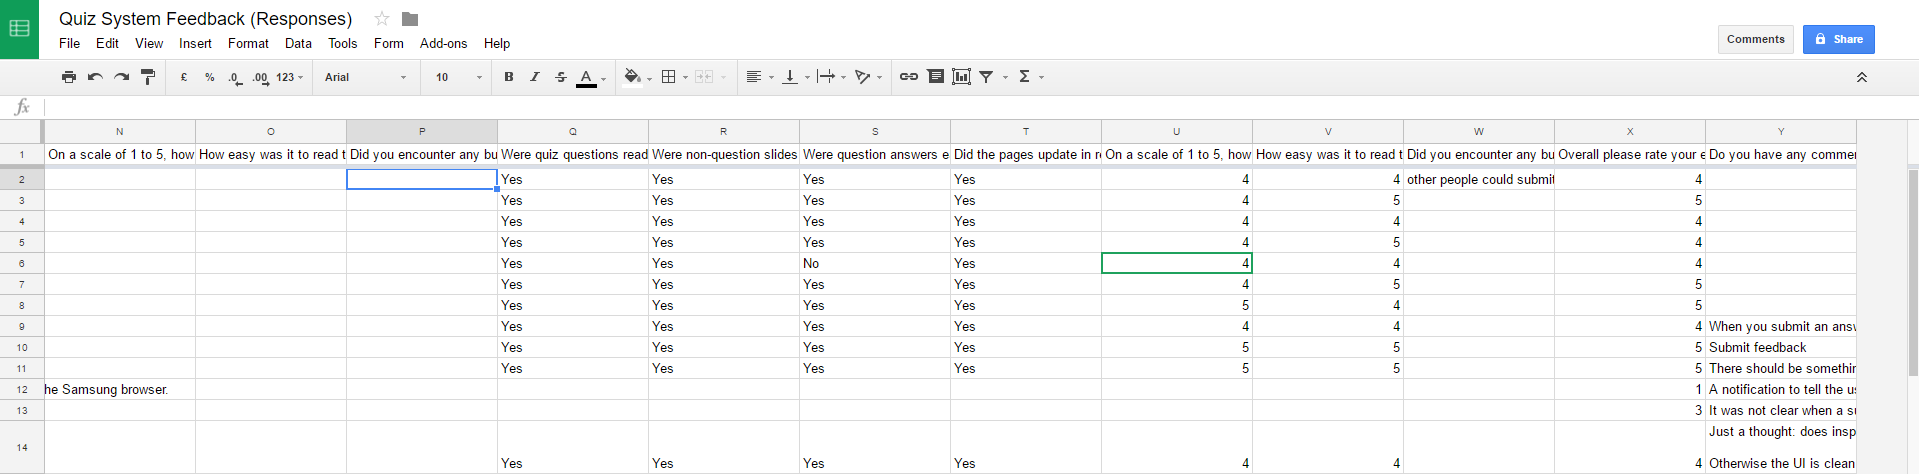 Quiz System Feedback (Responses)
File Edit View Insert Format Data Tools Form Add-ons Help
Comments Share
£ % .0 .00 123 Arial 10 B I S A Σ
fx
N O P Q R S T U V W X Y
1 On a scale of 1 to 5, how How easy was it to read t Did you encounter any bu Were quiz questions read Were non-question slides Were question answers e Did the pages update in r On a scale of 1 to 5, how How easy was it to read t Did you encounter any bu Overall please rate your e Do you have any commer
2 Yes Yes Yes Yes 4 4 other people could submit 4
3 Yes Yes Yes Yes 4 5 5
4 Yes Yes Yes Yes 4 4 4
5 Yes Yes Yes Yes 4 5 4
6 Yes Yes No Yes 4 4 4
7 Yes Yes Yes Yes 4 5 5
8 Yes Yes Yes Yes 5 4 5
9 Yes Yes Yes Yes 4 4 4 When you submit an answ
10 Yes Yes Yes Yes 5 5 5 Submit feedback
11 Yes Yes Yes Yes 5 5 5 There should be somethin
12 he Samsung browser. 1 A notification to tell the us
13 3 It was not clear when a su
Just a thought: does insp
14 Yes Yes Yes Yes 4 4 4 Otherwise the UI is clean